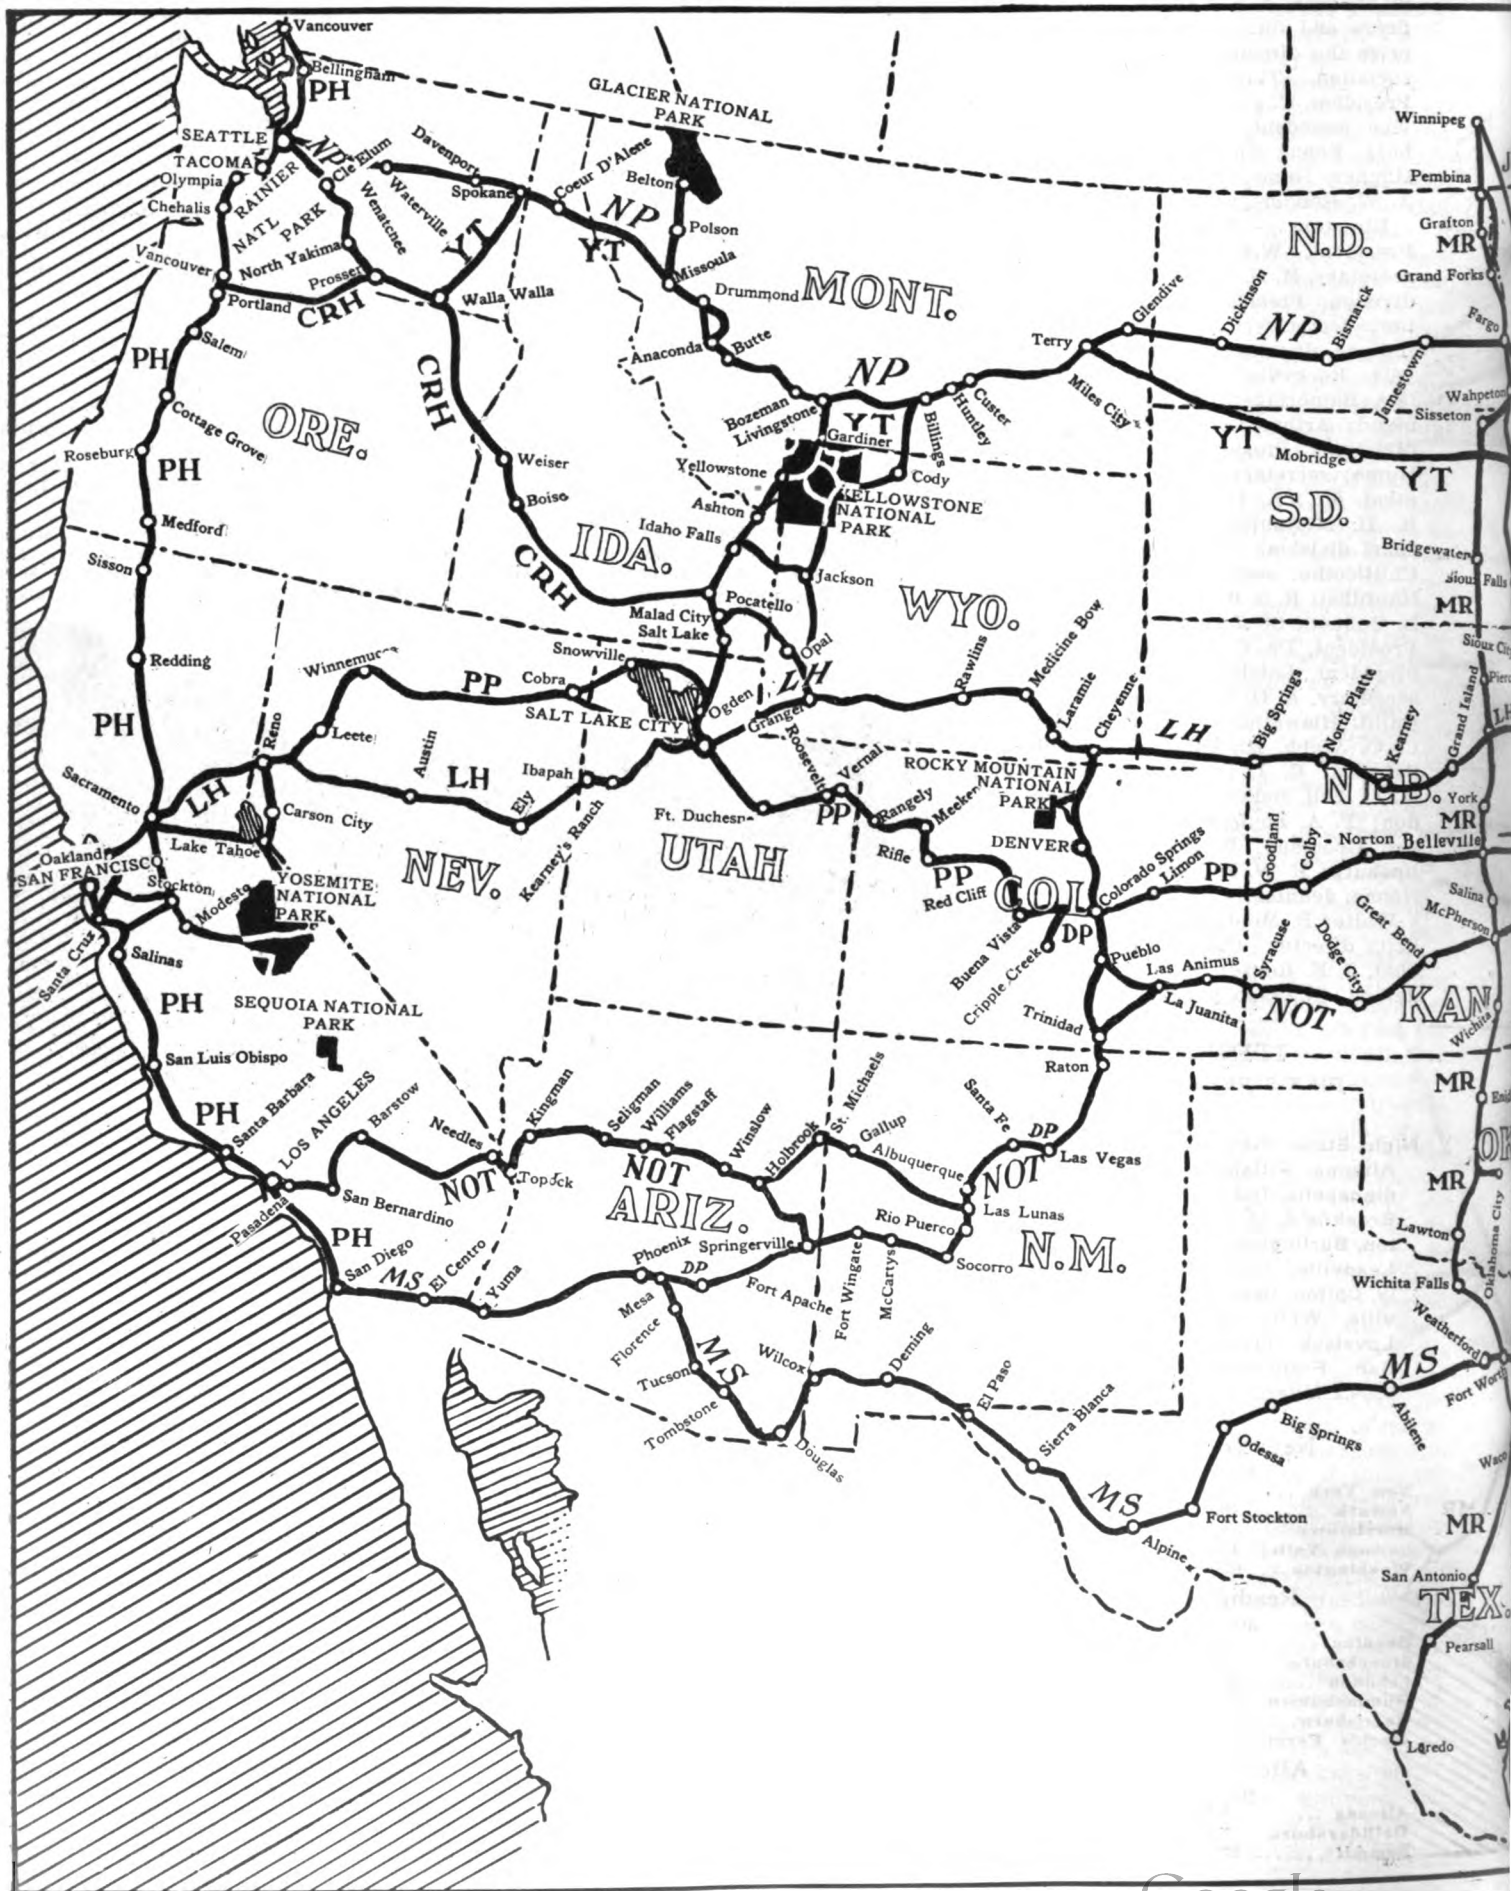 Vancouver
Bellingham
PH
GLACIER NATIONAL
PARK
Winnipeg
SEATTLE
NP
Cle Elum
Davenport
Coeur D'Alene
TACOMA
Olympia
RAINIER
NATL
PARK
Wenatchee
Waterville
Spokane
Belton
Pembina
Chehalis
NP
Polson
Grafton
N.D.
MR
Vancouver
North Yakima
YT
YT
Missoula
Grand Forks
Prosser
Walla Walla
Drummond
MONT.
Glendive
Dickinson
NP
Bismarck
Fargo
Portland
CRH
Salem
PH
Anaconda
Butte
Terry
Jamestown
CRH
NP
Custer
Huntley
Miles City
Wahpeton
Sisseton
Cottage Grove
ORE.
Bozeman
Livingstone
YT
Billings
YT
Roseburg
PH
Weiser
Gardiner
Mobridge
YT
Yellowstone
Cody
Boise
Ashton
YELLOWSTONE
NATIONAL
PARK
S.D.
Medford
Idaho Falls
Sisson
IDA.
CRH
Jackson
Bridgewater
Sioux Falls
Pocatello
WYO.
MR
Malad City
Salt Lake
Redding
Snowville
Opal
Rawlins
Medicine Bow
Sioux City
Winnemucca
PP
Cobra
LH
Laramie
Cheyenne
Big Springs
North Platte
Kearney
Grand Island
PH
Leete
SALT LAKE CITY
Ogden
Granger
LH
LH
Reno
Austin
LH
Ibapah
Roosevelt
Vernal
ROCKY MOUNTAIN
NATIONAL
PARK
NEB.
York
Sacramento
LH
Carson City
Ely
Kearney's Ranch
Ft. Duchesne
PP
Rangely
Meeker
MR
Lake Tahoe
NEV.
UTAH
Rifle
DENVER
Colorado Springs
Limon
PP
Goodland
Colby
Norton
Belleville
Oakland
SAN FRANCISCO
Stockton
Modesto
YOSEMITE
NATIONAL
PARK
PP
Red Cliff
COL
Salina
McPherson
Santa Cruz
Salinas
Buena Vista
Cripple Creek
DP
Pueblo
Las Animus
Syracuse
Dodge City
Great Bend
PH
SEQUOIA NATIONAL
PARK
Trinidad
La Juanita
NOT
KAN
Wichita
San Luis Obispo
Raton
PH
Santa Barbara
LOS ANGELES
Barstow
Needles
Kingman
Seligman
Williams
Flagstaff
Winslow
Holbrook
St. Michaels
Gallup
Albuquerque
Santa Fe
DP
Las Vegas
MR
Enid
NOT
Topock
NOT
NOT
OK
MR
Pasadena
San Bernardino
ARIZ.
Las Lunas
Rio Puerco
Lawton
Oklahoma City
PH
San Diego
MS
El Centro
Yuma
Phoenix
DP
Springerville
Fort Apache
Fort Wingate
McCartys
Socorro
N.M.
Wichita Falls
Mesa
Florence
MS
Wilcox
Deming
Weatherford
Tucson
El Paso
MS
Fort Worth
Tombstone
Douglas
Sierra Blanca
Big Springs
Odessa
Abilene
Waco
MS
Fort Stockton
Alpine
MR
San Antonio
TEX.
Pearsall
Laredo
Google